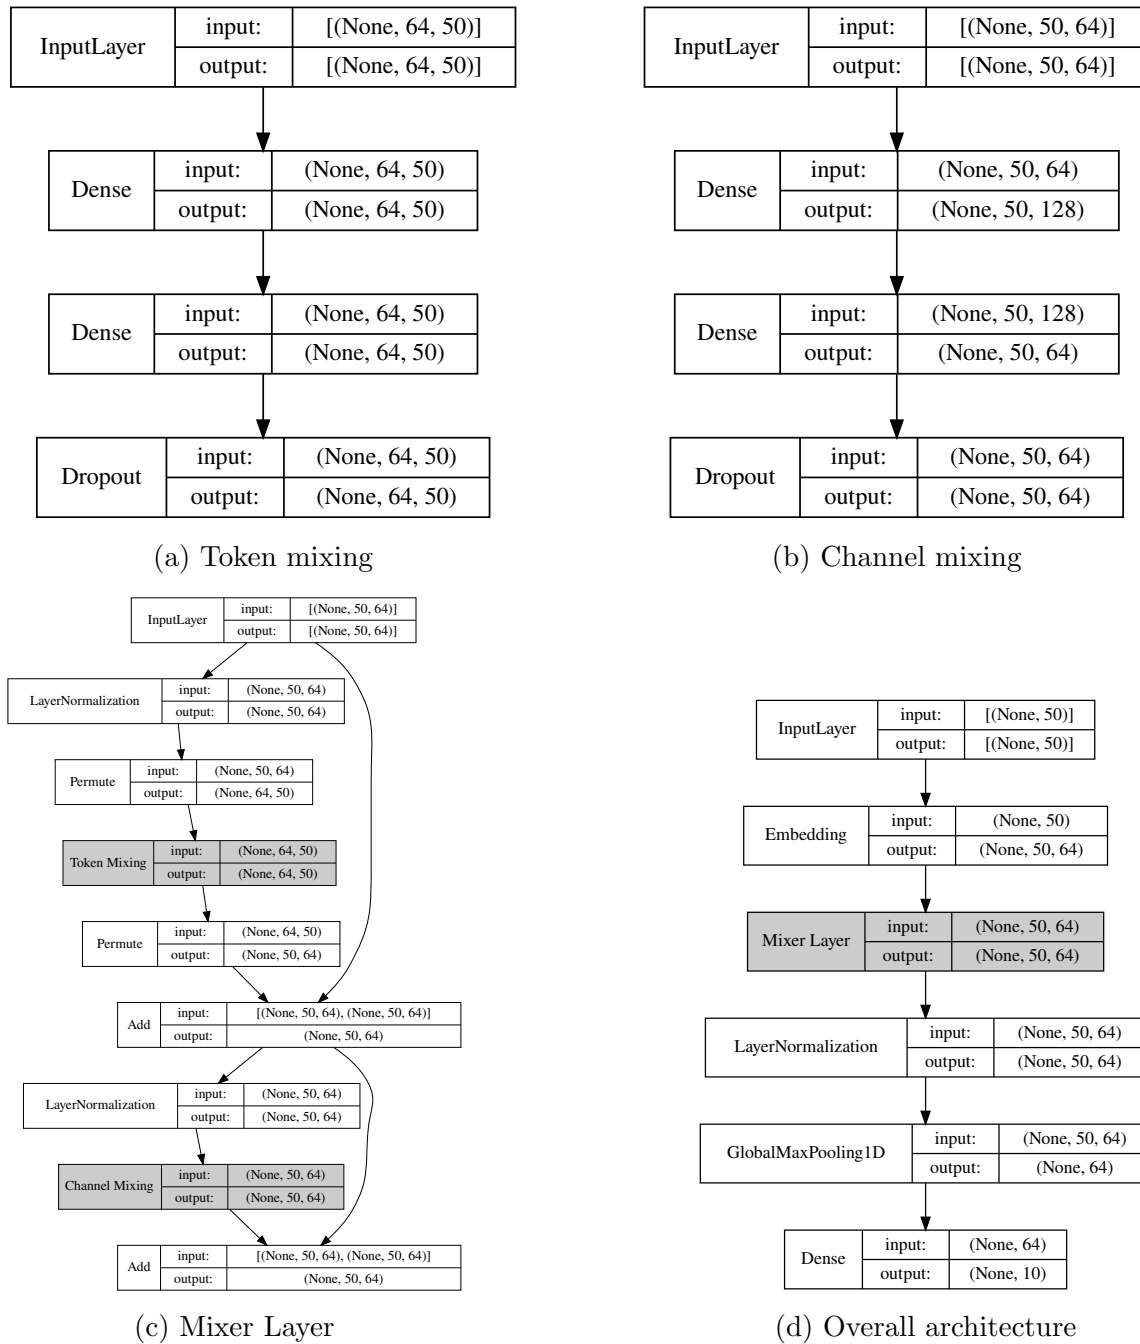 InputLayer input: [(None, 64, 50)]
output: [(None, 64, 50)]
Dense input: (None, 64, 50)
output: (None, 64, 50)
Dense input: (None, 64, 50)
output: (None, 64, 50)
Dropout input: (None, 64, 50)
output: (None, 64, 50)
(a) Token mixing
InputLayer input: [(None, 50, 64)]
output: [(None, 50, 64)]
Dense input: (None, 50, 64)
output: (None, 50, 128)
Dense input: (None, 50, 128)
output: (None, 50, 64)
Dropout input: (None, 50, 64)
output: (None, 50, 64)
(b) Channel mixing
InputLayer input: [(None, 50, 64)]
output: [(None, 50, 64)]
LayerNormalization input: (None, 50, 64)
output: (None, 50, 64)
Permute input: (None, 50, 64)
output: (None, 64, 50)
Token Mixing input: (None, 64, 50)
output: (None, 64, 50)
Permute input: (None, 64, 50)
output: (None, 50, 64)
Add input: [(None, 50, 64), (None, 50, 64)]
output: (None, 50, 64)
LayerNormalization input: (None, 50, 64)
output: (None, 50, 64)
Channel Mixing input: (None, 50, 64)
output: (None, 50, 64)
Add input: [(None, 50, 64), (None, 50, 64)]
output: (None, 50, 64)
(c) Mixer Layer
InputLayer input: [(None, 50)]
output: [(None, 50)]
Embedding input: (None, 50)
output: (None, 50, 64)
Mixer Layer input: (None, 50, 64)
output: (None, 50, 64)
LayerNormalization input: (None, 50, 64)
output: (None, 50, 64)
GlobalMaxPooling1D input: (None, 50, 64)
output: (None, 64)
Dense input: (None, 64)
output: (None, 10)
(d) Overall architecture